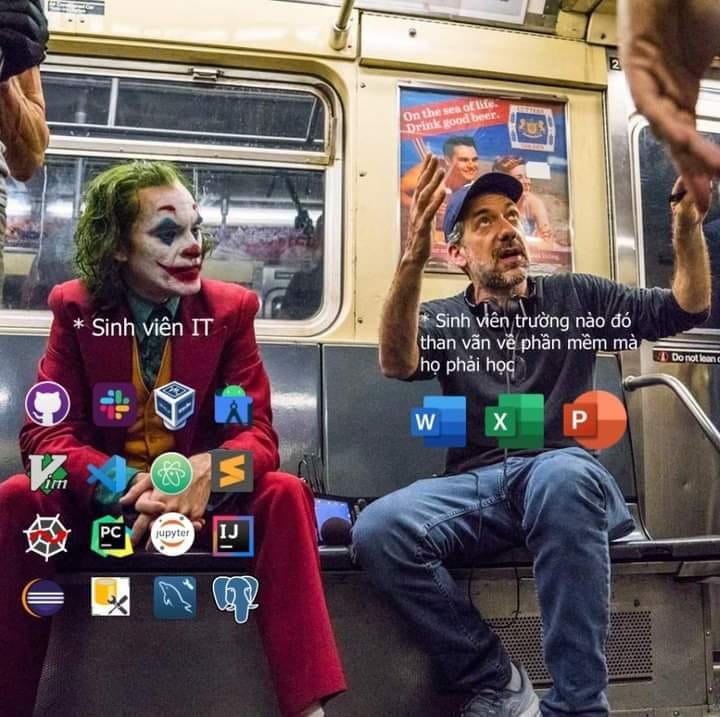 On the sea of life.
Drink good beer.
* Sinh viên IT
* Sinh viên trường nào đó
than vãn về phần mềm mà
họ phải học
Do not lean
W
X
P
Vim
PC
jupyter
IJ